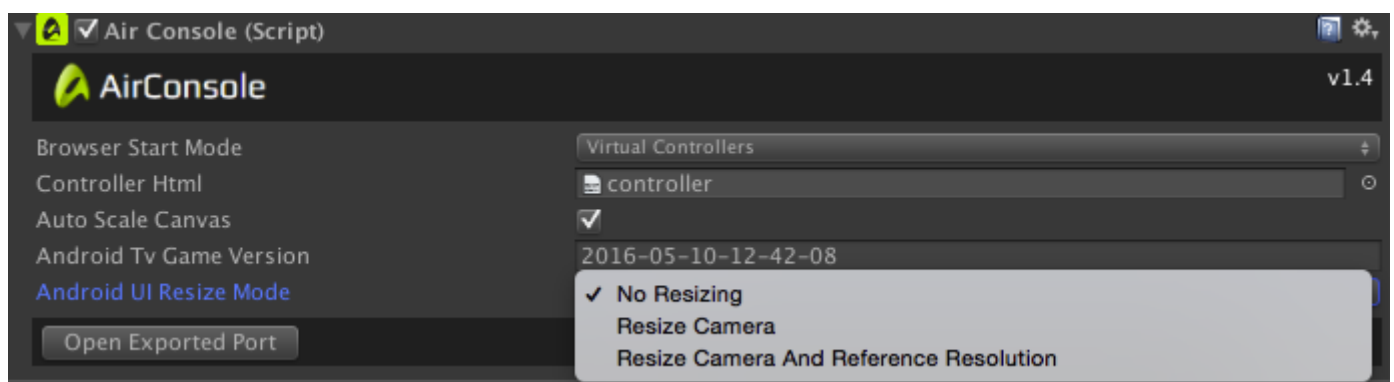 Air Console (Script)
AirConsole v1.4
Browser Start Mode Virtual Controllers
Controller Html controller
Auto Scale Canvas
Android Tv Game Version 2016-05-10-12-42-08
Android UI Resize Mode ✓ No Resizing
Resize Camera
Open Exported Port
Resize Camera And Reference Resolution